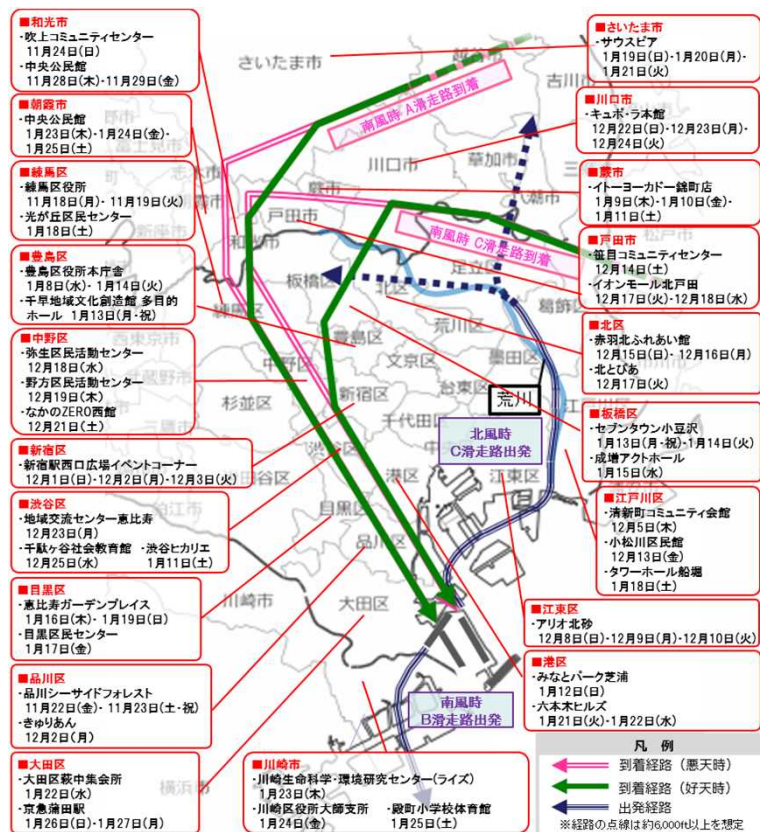 ■和光市
・吹上コミュニティセンター
11月24日(日)
・中央公民館
11月28日(木)・11月29日(金)
■朝霞市
・中央公民館
1月23日(木)・1月24日(金)・
1月25日(土)
■練馬区
・練馬区役所
11月18日(月)・ 11月19日(火)
・光が丘区民センター
1月18日(土)
■豊島区
・豊島区役所本庁舎
1月8日(水)・ 1月14日(火)
・千早地域文化創造館 多目的
ホール 1月13日(月・祝)
■中野区
・弥生区民活動センター
12月18日(水)
・野方区民活動センター
12月19日(木)
・なかのZERO西館
12月21日(土)
■新宿区
・新宿駅西口広場イベントコーナー
12月1日(日)・12月2日(月)・12月3日(火)
■渋谷区
・地域交流センター恵比寿
12月23日(月)
・千駄ヶ谷社会教育館 ・渋谷ヒカリエ
12月25日(水) 1月11日(土)
■目黒区
・恵比寿ガーデンプレイス
1月16日(木)・ 1月19日(日)
・目黒区民センター
1月17日(金)
■品川区
・品川シーサイドフォレスト
11月22日(金)・ 11月23日(土・祝)
・きゅりあん
12月2日(月)
■大田区
・大田区萩中集会所
1月22日(水)
・京急蒲田駅
1月26日(日)・1月27日(月)
■川崎市
・川崎生命科学・環境研究センター(ライズ)
1月23日(木)
・川崎区役所大師支所 ・殿町小学校体育館
1月24日(金) 1月25日(土)
■さいたま市
・サウスピア
1月19日(日)・1月20日(月)・
1月21日(火)
■川口市
・キュポ・ラ本館
12月22日(日)・12月23日(月)・
12月24日(火)
■蕨市
・イトーヨーカドー錦町店
1月9日(木)・1月10日(金)・
1月11日(土)
■戸田市
・笹目コミュニティセンター
12月14日(土)
・イオンモール北戸田
12月17日(火)・12月18日(水)
■北区
・赤羽北ふれあい館
12月15日(日)・ 12月16日(月)
・北とぴあ
12月17日(火)
■板橋区
・セブンタウン小豆沢
1月13日(月・祝)・1月14日(火)
・成増アクトホール
1月15日(水)
■江戸川区
・清新町コミュニティ会館
12月5日(木)
・小松川区民館
12月13日(金)
・タワーホール船堀
1月18日(土)
■江東区
・アリオ北砂
12月8日(日)・12月9日(月)・12月10日(火)
■港区
・みなとパーク芝浦
1月12日(日)
・六本木ヒルズ
1月21日(火)・1月22日(水)
さいたま市
越谷市
吉川市
南風時 A滑走路到着
川口市
草加市
八潮市
蕨市
戸田市
和光市
新座市
松戸市
南風時 C滑走路到着
足立区
板橋区
北区
葛飾区
練馬区
荒川区
豊島区
文京区
墨田区
中野区
台東区
杉並区
新宿区
荒川
千代田区
北風時
C滑走路出発
渋谷区
港区
江東区
目黒区
品川区
川崎市
大田区
南風時
B滑走路出発
横浜市
凡 例
到着経路（悪天時）
到着経路（好天時）
出発経路
※経路の点線は約6,000ft以上を想定